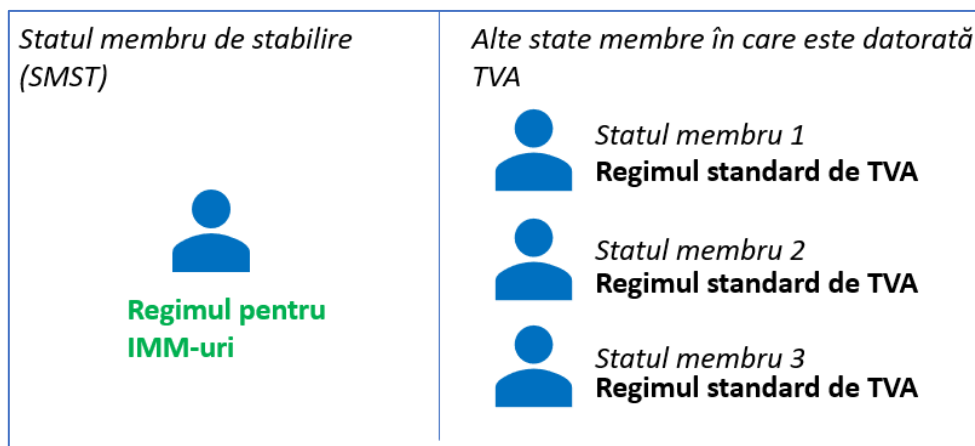 Statul membru de stabilire
(SMST)
Regimul pentru
IMM-uri
Alte state membre în care este datorată
TVA
Statul membru 1
Regimul standard de TVA
Statul membru 2
Regimul standard de TVA
Statul membru 3
Regimul standard de TVA